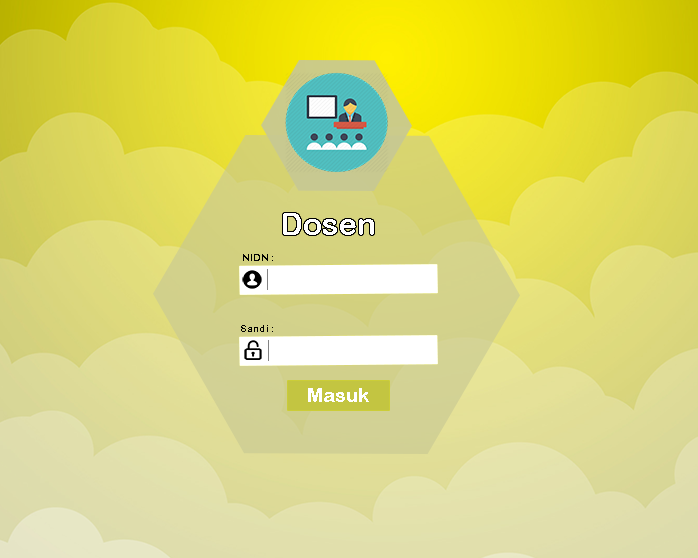 Dosen
NIDN :
Sandi :
Masuk